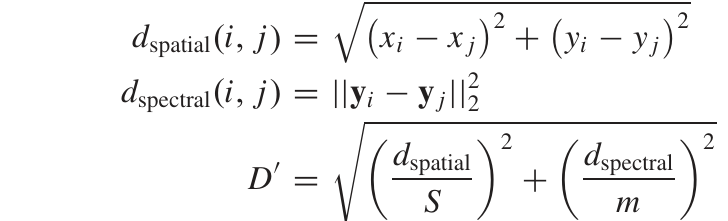 d_spatial(i, j) = √((x_i − x_j)^2 + (y_i − y_j)^2)
d_spectral(i, j) = ||𝐲_i − 𝐲_j||_2^2
D′ = √((d_spatial/S)^2 + (d_spectral/m)^2)